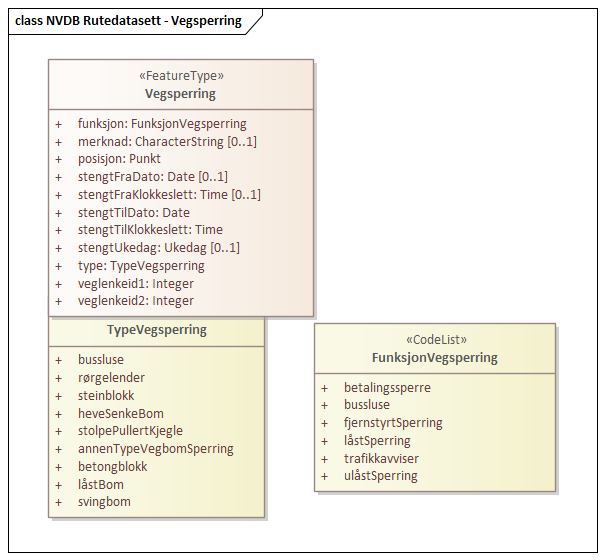 class NVDB Rutedatasett - Vegsperring
«FeatureType»
Vegsperring
+ funksjon: FunksjonVegsperring
+ merknad: CharacterString [0..1]
+ posisjon: Punkt
+ stengtFraDato: Date [0..1]
+ stengtFraKlokkeslett: Time [0..1]
+ stengtTilDato: Date
+ stengtTilKlokkeslett: Time
+ stengtUkedag: Ukedag [0..1]
+ type: TypeVegsperring
+ veglenkeid1: Integer
+ veglenkeid2: Integer
TypeVegsperring
+ bussluse
+ rørgelender
+ steinblokk
+ heveSenkeBom
+ stolpePullertKjegle
+ annenTypeVegbomSperring
+ betongblokk
+ låstBom
+ svingbom
«CodeList»
FunksjonVegsperring
+ betalingssperre
+ bussluse
+ fjernstyrtSperring
+ låstSperring
+ trafikkavviser
+ ulåstSperring